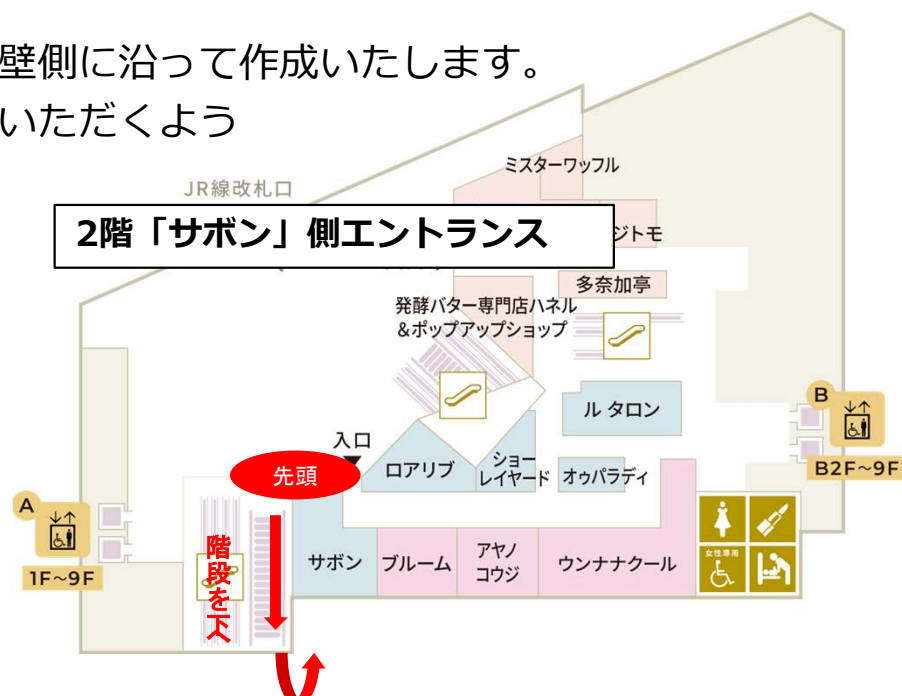 壁側に沿って作成いたします。
いただくよう
ミスターワッフル
JR線改札口
2階「サボン」側エントランス
ジトモ
多奈加亭
発酵バター専門店ハネル
&ポップアップショップ
ル タロン
B
B2F~9F
入口
先頭
ロアリブ
ショー
レイヤード
オゥパラディ
A
1F~9F
階段を下へ
サボン
ブルーム
アヤノ
コウジ
ウンナナクール
女性専用